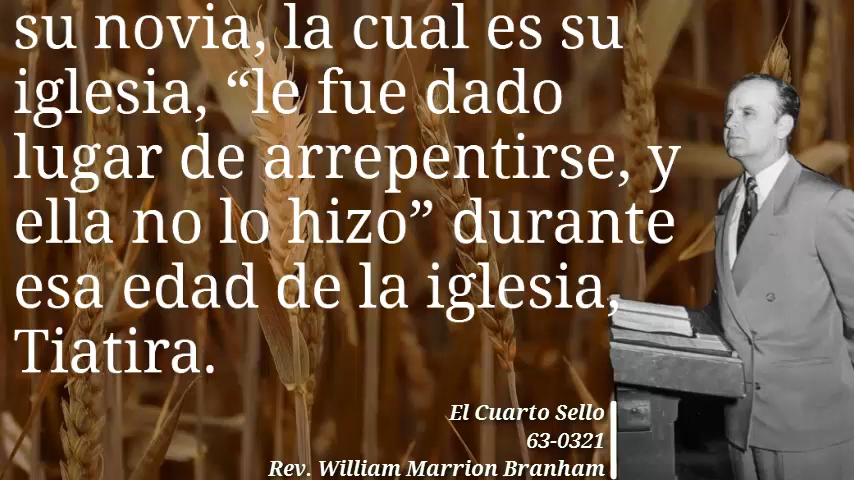 su novia, la cual es su
iglesia, “le fue dado
lugar de arrepentirse, y
ella no lo hizo” durante
esa edad de la iglesia,
Tiatira.
El Cuarto Sello
63-0321
Rev. William Marrion Branham